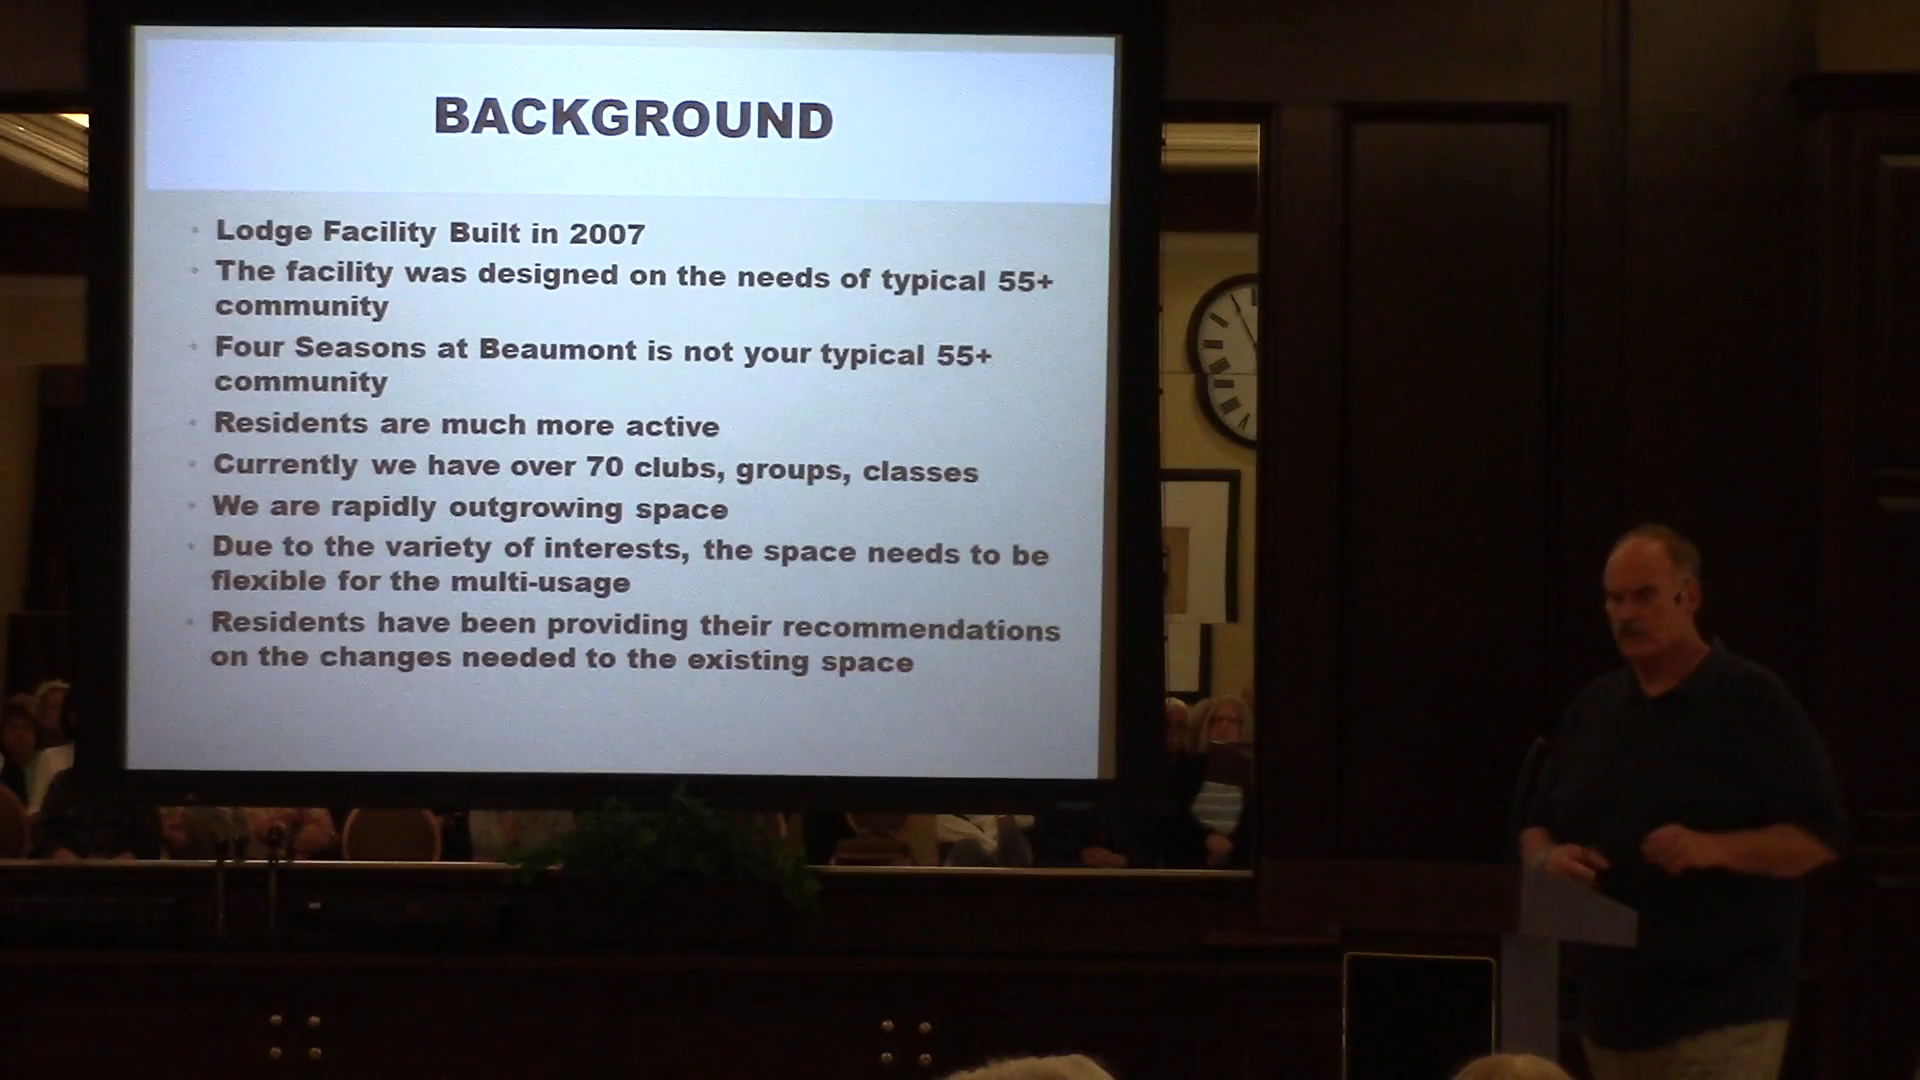 BACKGROUND
Lodge Facility Built in 2007
The facility was designed on the needs of typical 55+
community
Four Seasons at Beaumont is not your typical 55+
community
Residents are much more active
Currently we have over 70 clubs, groups, classes
We are rapidly outgrowing space
Due to the variety of interests, the space needs to be
flexible for the multi-usage
Residents have been providing their recommendations
on the changes needed to the existing space